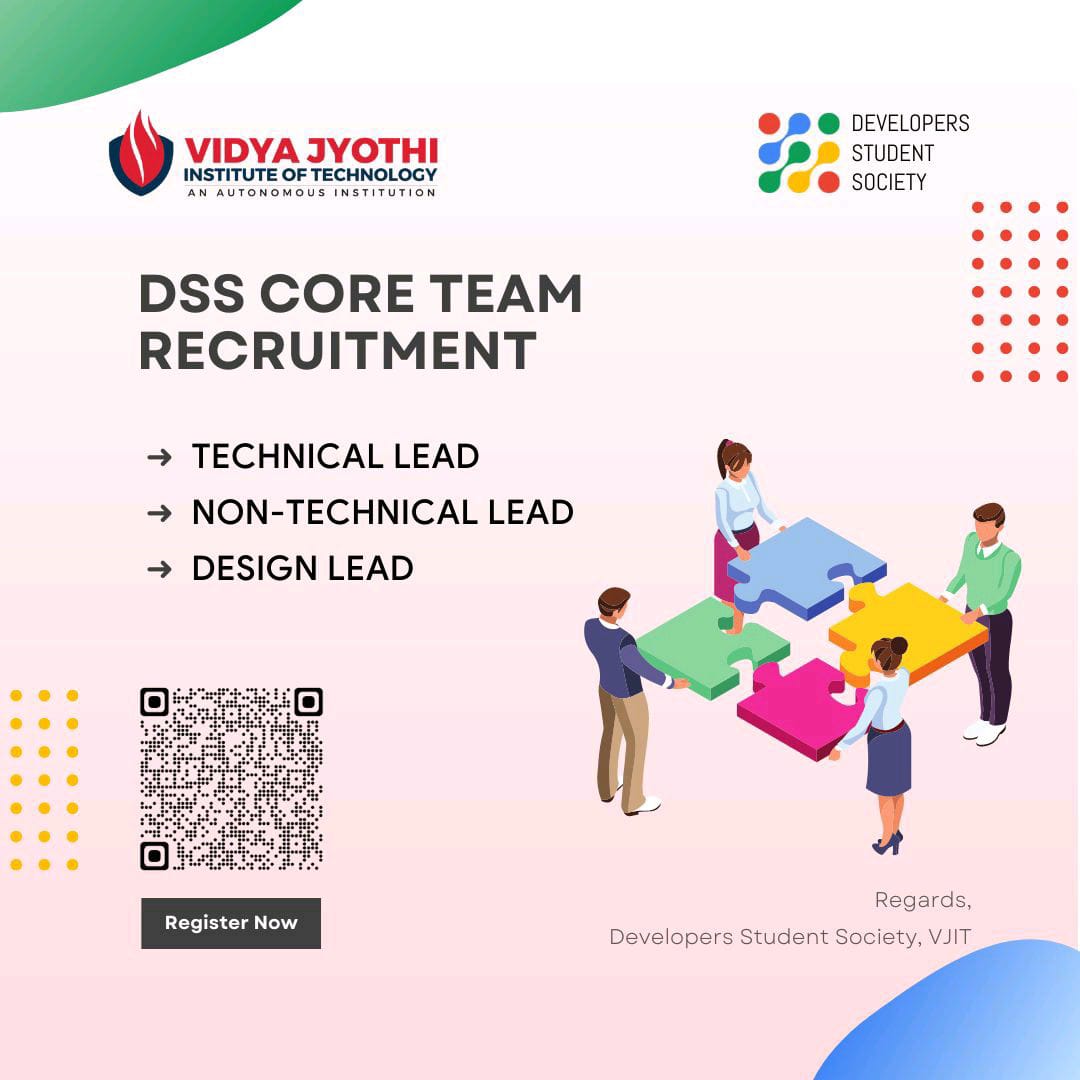 VIDYA JYOTHI
INSTITUTE OF TECHNOLOGY
AN AUTONOMOUS INSTITUTION
DEVELOPERS
STUDENT
SOCIETY
DSS CORE TEAM
RECRUITMENT
→ TECHNICAL LEAD
→ NON-TECHNICAL LEAD
→ DESIGN LEAD
Register Now
Regards,
Developers Student Society, VJIT